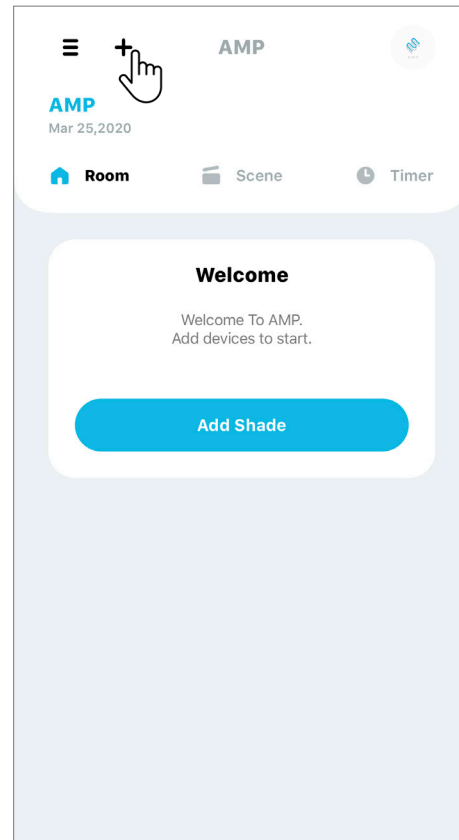 AMP
AMP
Mar 25,2020
Room
Scene
Timer
Welcome
Welcome To AMP.
Add devices to start.
Add Shade